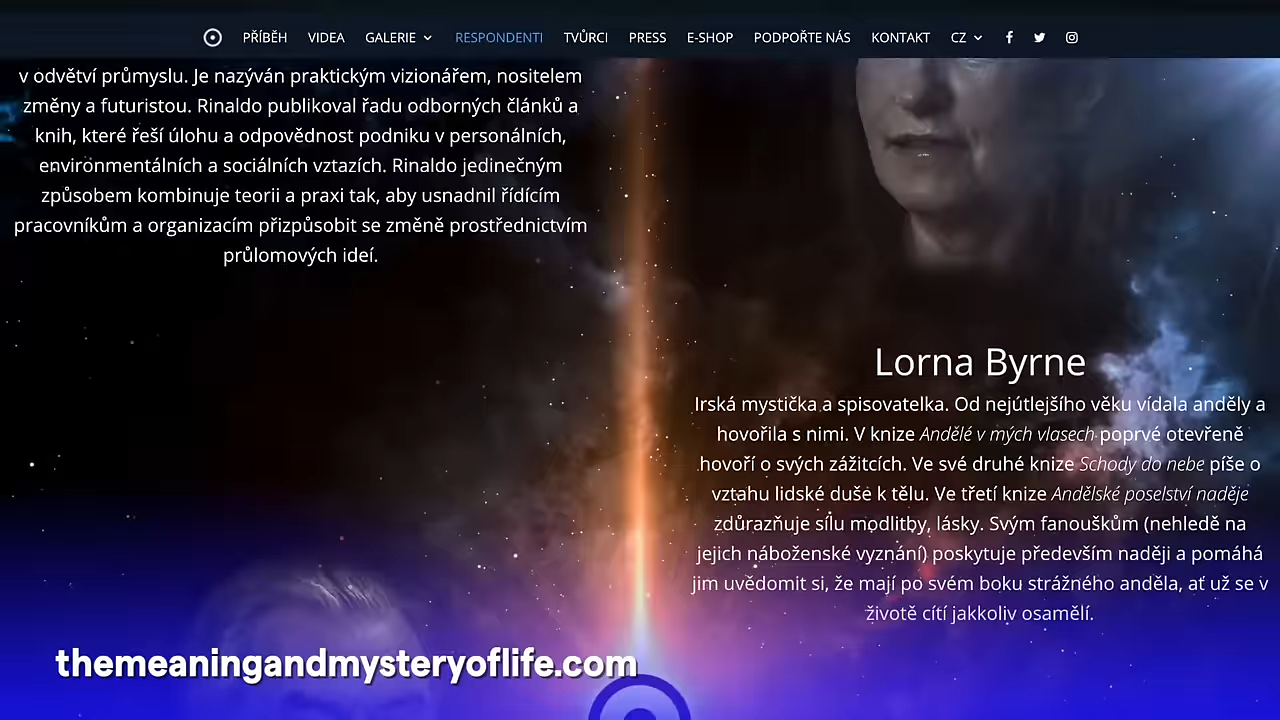 PŘÍBĚH VIDEA GALERIE RESPONDENTI TVŮRCI PRESS E-SHOP PODPOŘTE NÁS KONTAKT CZ
v odvětví průmyslu. Je nazýván praktickým vizionářem, nositelem
změny a futuristou. Rinaldo publikoval řadu odborných článků a
knih, které řeší úlohu a odpovědnost podniku v personálních,
environmentálních a sociálních vztazích. Rinaldo jedinečným
způsobem kombinuje teorii a praxi tak, aby usnadnil řídícím
pracovníkům a organizacím přizpůsobit se změně prostřednictvím
průlomových idejí.
Lorna Byrne
Irská mystička a spisovatelka. Od nejútlejšího věku vídala anděly a
hovořila s nimi. V knize Andělé v mých vlasech poprvé otevřeně
hovoří o svých zážitcích. Ve své druhé knize Schody do nebe píše o
vztahu lidské duše k tělu. Ve třetí knize Andělské poselství naděje
zdůrazňuje sílu modlitby, lásky. Svým fanouškům (nehledě na
jejich náboženské vyznání) poskytuje především naději a pomáhá
jim uvědomit si, že mají po svém boku strážného anděla, ať už se v
životě cítí jakkoliv osamělí.
themeaningandmysteryoflife.com